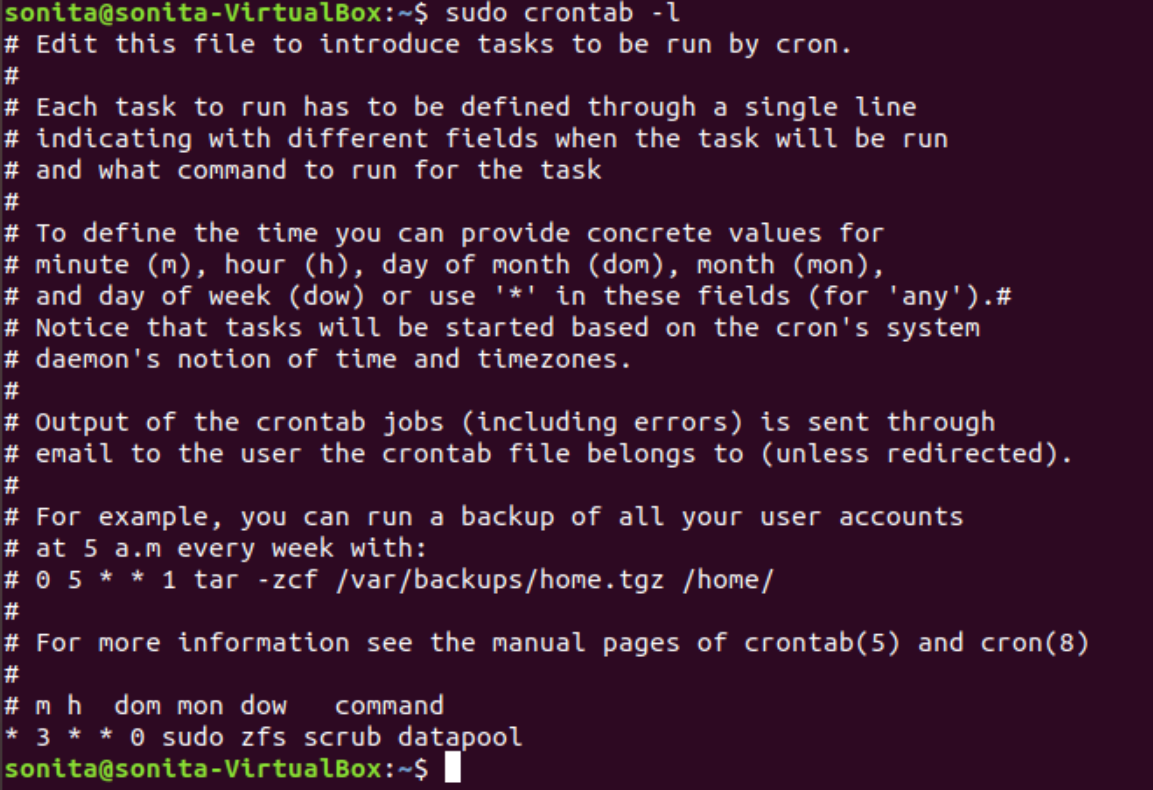 sonita@sonita-VirtualBox:~$ sudo crontab -l
# Edit this file to introduce tasks to be run by cron.
#
# Each task to run has to be defined through a single line
# indicating with different fields when the task will be run
# and what command to run for the task
#
# To define the time you can provide concrete values for
# minute (m), hour (h), day of month (dom), month (mon),
# and day of week (dow) or use '*' in these fields (for 'any').#
# Notice that tasks will be started based on the cron's system
# daemon's notion of time and timezones.
#
# Output of the crontab jobs (including errors) is sent through
# email to the user the crontab file belongs to (unless redirected).
#
# For example, you can run a backup of all your user accounts
# at 5 a.m every week with:
# 0 5 * * 1 tar -zcf /var/backups/home.tgz /home/
#
# For more information see the manual pages of crontab(5) and cron(8)
#
# m h  dom mon dow   command
* 3 * * 0 sudo zfs scrub datapool
sonita@sonita-VirtualBox:~$